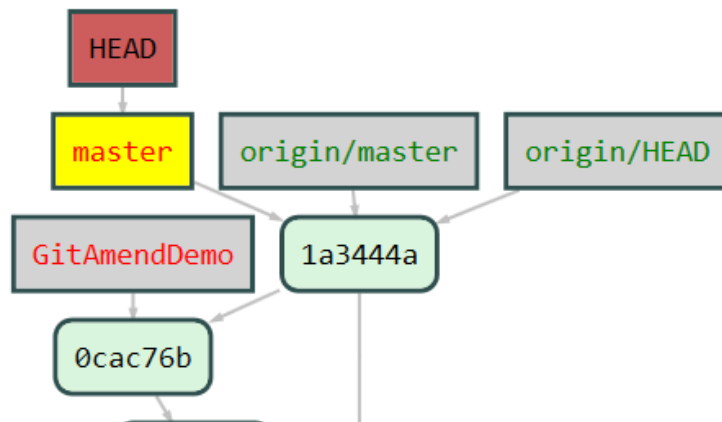 HEAD
master
origin/master
origin/HEAD
GitAmendDemo
1a3444a
0cac76b